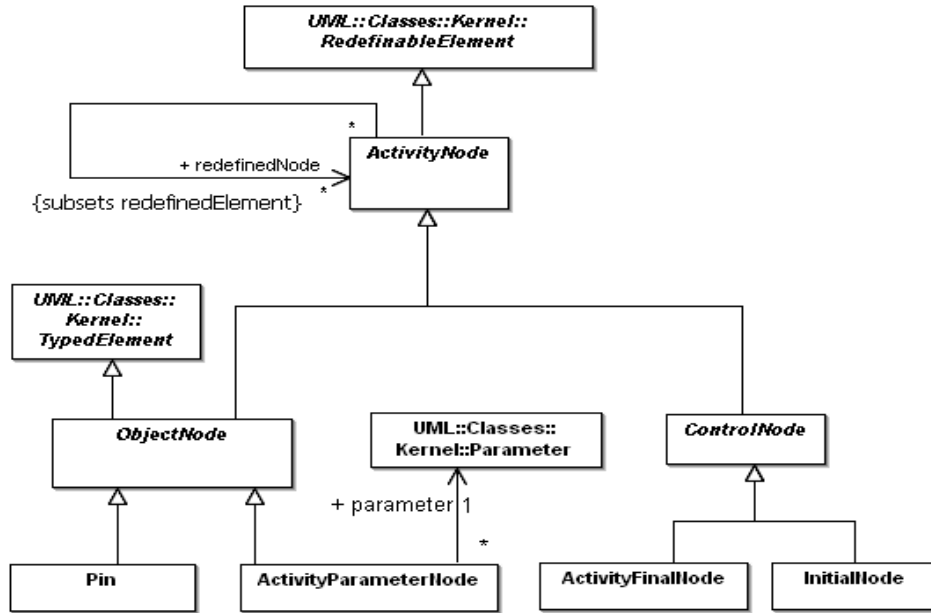 UML::Classes::Kernel::
RedefinableElement
*
ActivityNode
+ redefinedNode
*
{subsets redefinedElement}
UML::Classes::
Kernel::
TypedElement
ObjectNode
UML::Classes::
Kernel::Parameter
ControlNode
+ parameter 1
*
Pin
ActivityParameterNode
ActivityFinalNode
InitialNode